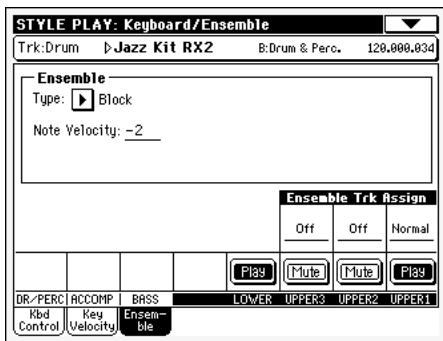 STYLE PLAY: Keyboard/Ensemble
Trk:Drum Jazz Kit RX2 B:Drum & Perc. 120.000.034
Ensemble
Type: Block
Note Velocity: -2
Ensemble Trk Assign
Off Off Normal
Play Mute Mute Play
DR/PERC ACCOMP BASS LOWER UPPER3 UPPER2 UPPER1
Kbd Key Ensem-
Control Velocity ble